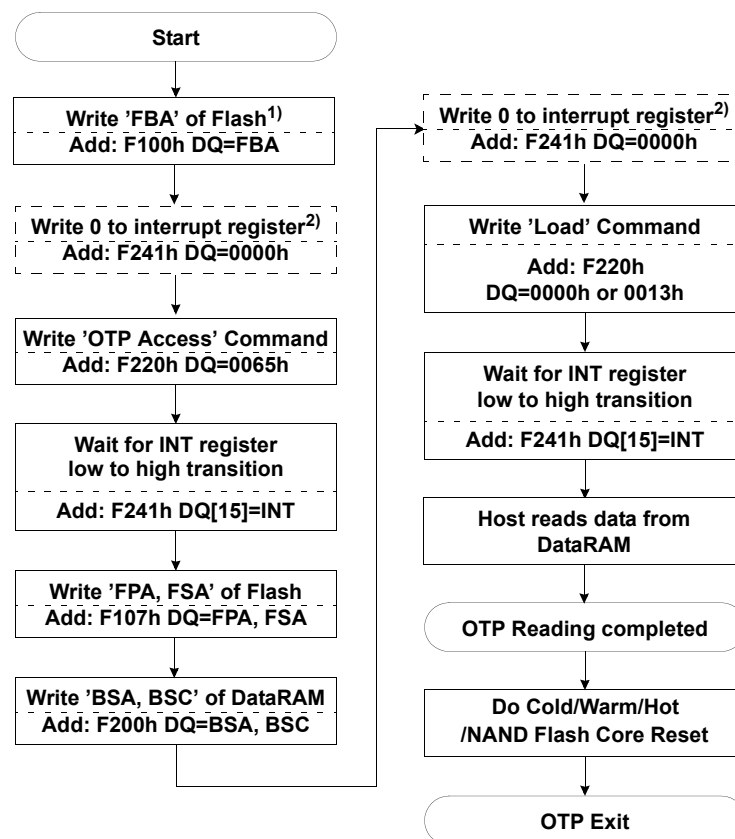 Start
Write ’FBA’ of Flash1)
Add: F100h DQ=FBA
Write 0 to interrupt register2)
Add: F241h DQ=0000h
Write ’OTP Access’ Command
Add: F220h DQ=0065h
Wait for INT register
low to high transition
Add: F241h DQ[15]=INT
Write ’FPA, FSA’ of Flash
Add: F107h DQ=FPA, FSA
Write ’BSA, BSC’ of DataRAM
Add: F200h DQ=BSA, BSC
Write 0 to interrupt register2)
Add: F241h DQ=0000h
Write ’Load’ Command
Add: F220h
DQ=0000h or 0013h
Wait for INT register
low to high transition
Add: F241h DQ[15]=INT
Host reads data from
DataRAM
OTP Reading completed
Do Cold/Warm/Hot
/NAND Flash Core Reset
OTP Exit